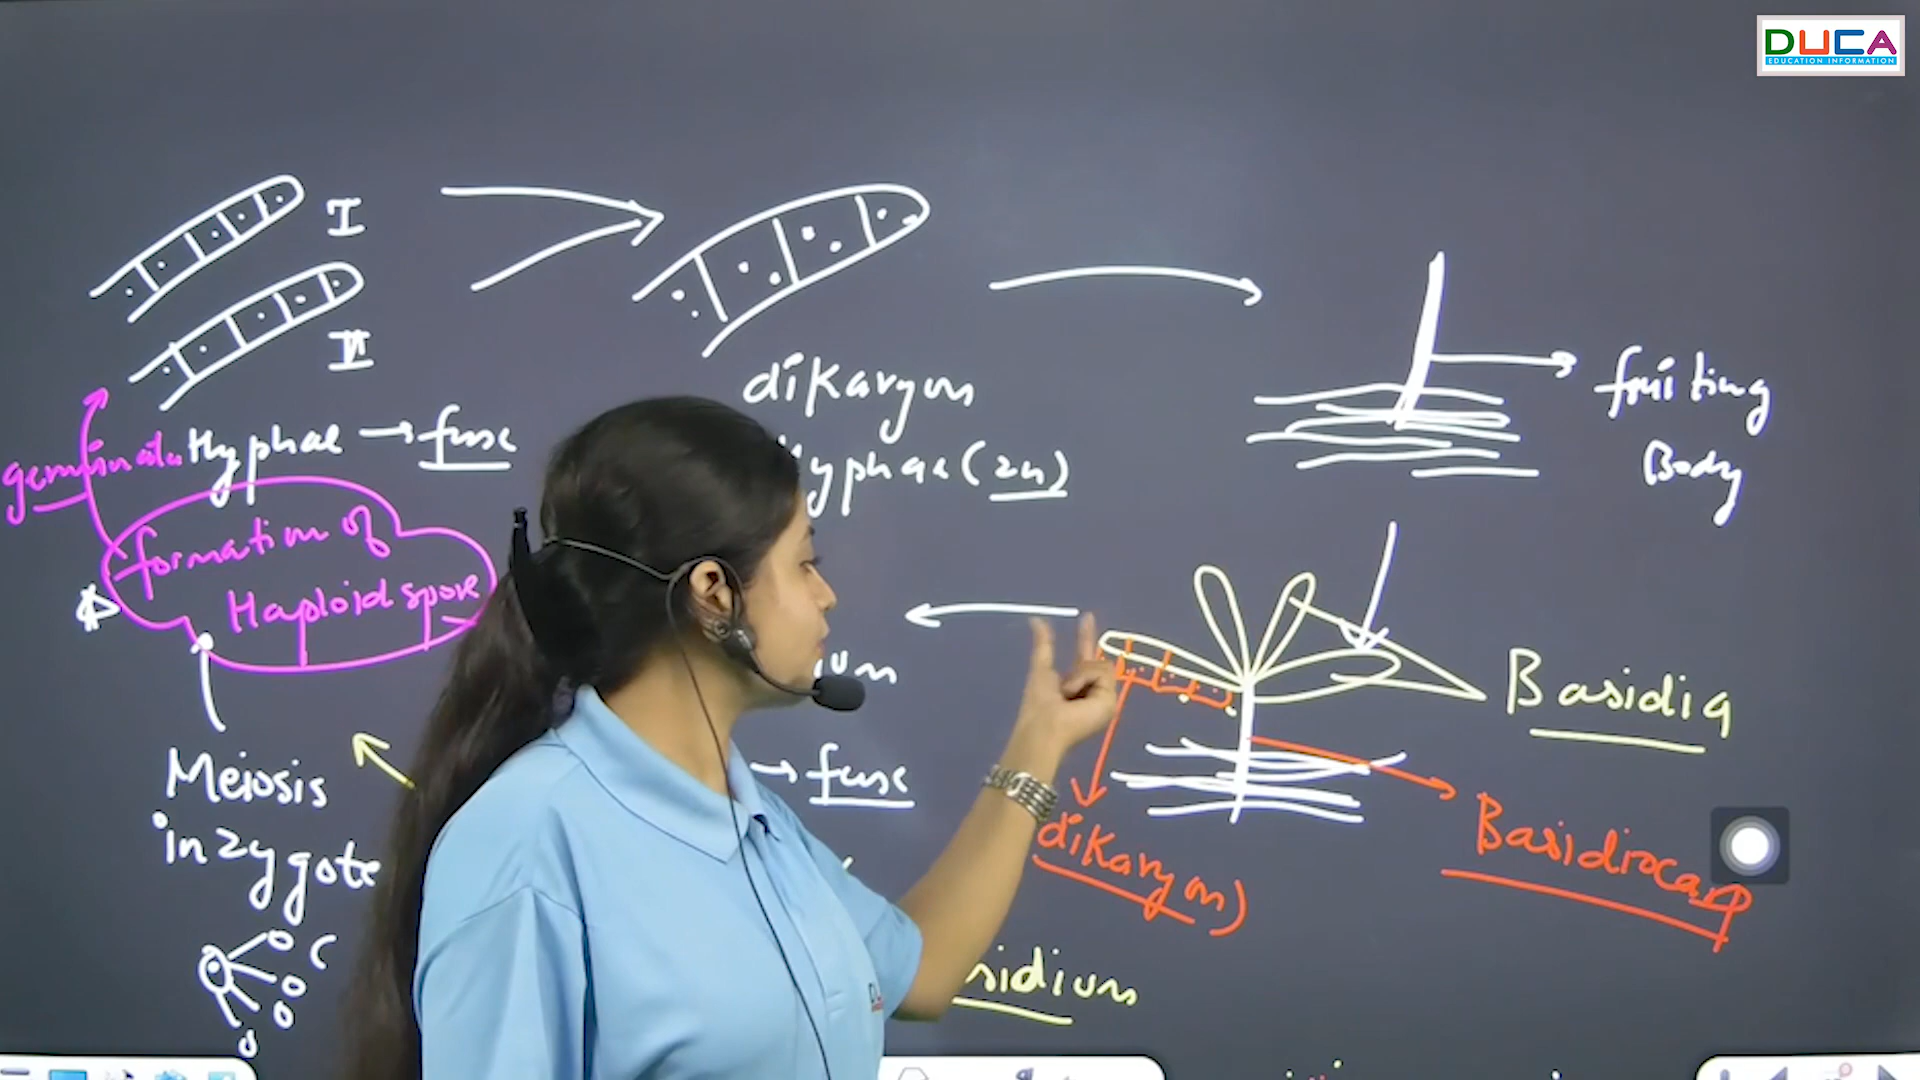 DUCA
EDUCATION INFORMATION
I
II
Hyphae → fuse
germinate
formation of
Haploid spore
dikaryon
Hyphae (2n)
fruiting
Body
Basidia
Basidiocarp
dikaryon)
→ fuse
Meiosis
in zygote
sidium